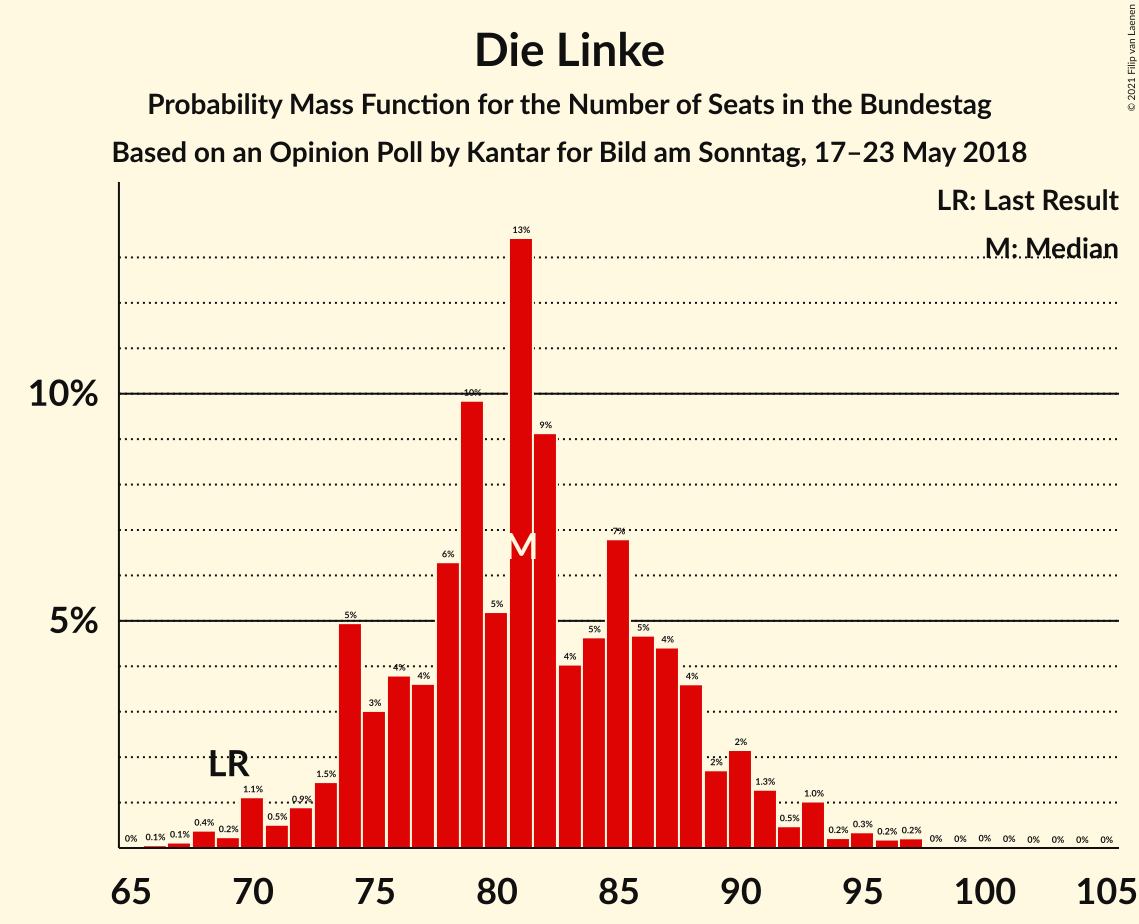 Die Linke
Probability Mass Function for the Number of Seats in the Bundestag
Based on an Opinion Poll by Kantar for Bild am Sonntag, 17–23 May 2018
© 2021 Filip van Laenen
LR: Last Result
M: Median
10%
5%
0% 0.1% 0.1% 0.4% 0.2% 1.1% 0.5% 0.9% 1.5% 5% 3% 4% 4% 6% 10% 5% 13% 9% 4% 5% 7% 5% 4% 4% 2% 2% 1.3% 0.5% 1.0% 0.2% 0.3% 0.2% 0.2% 0% 0% 0% 0% 0% 0% 0% 0%
LR
M
65 70 75 80 85 90 95 100 105